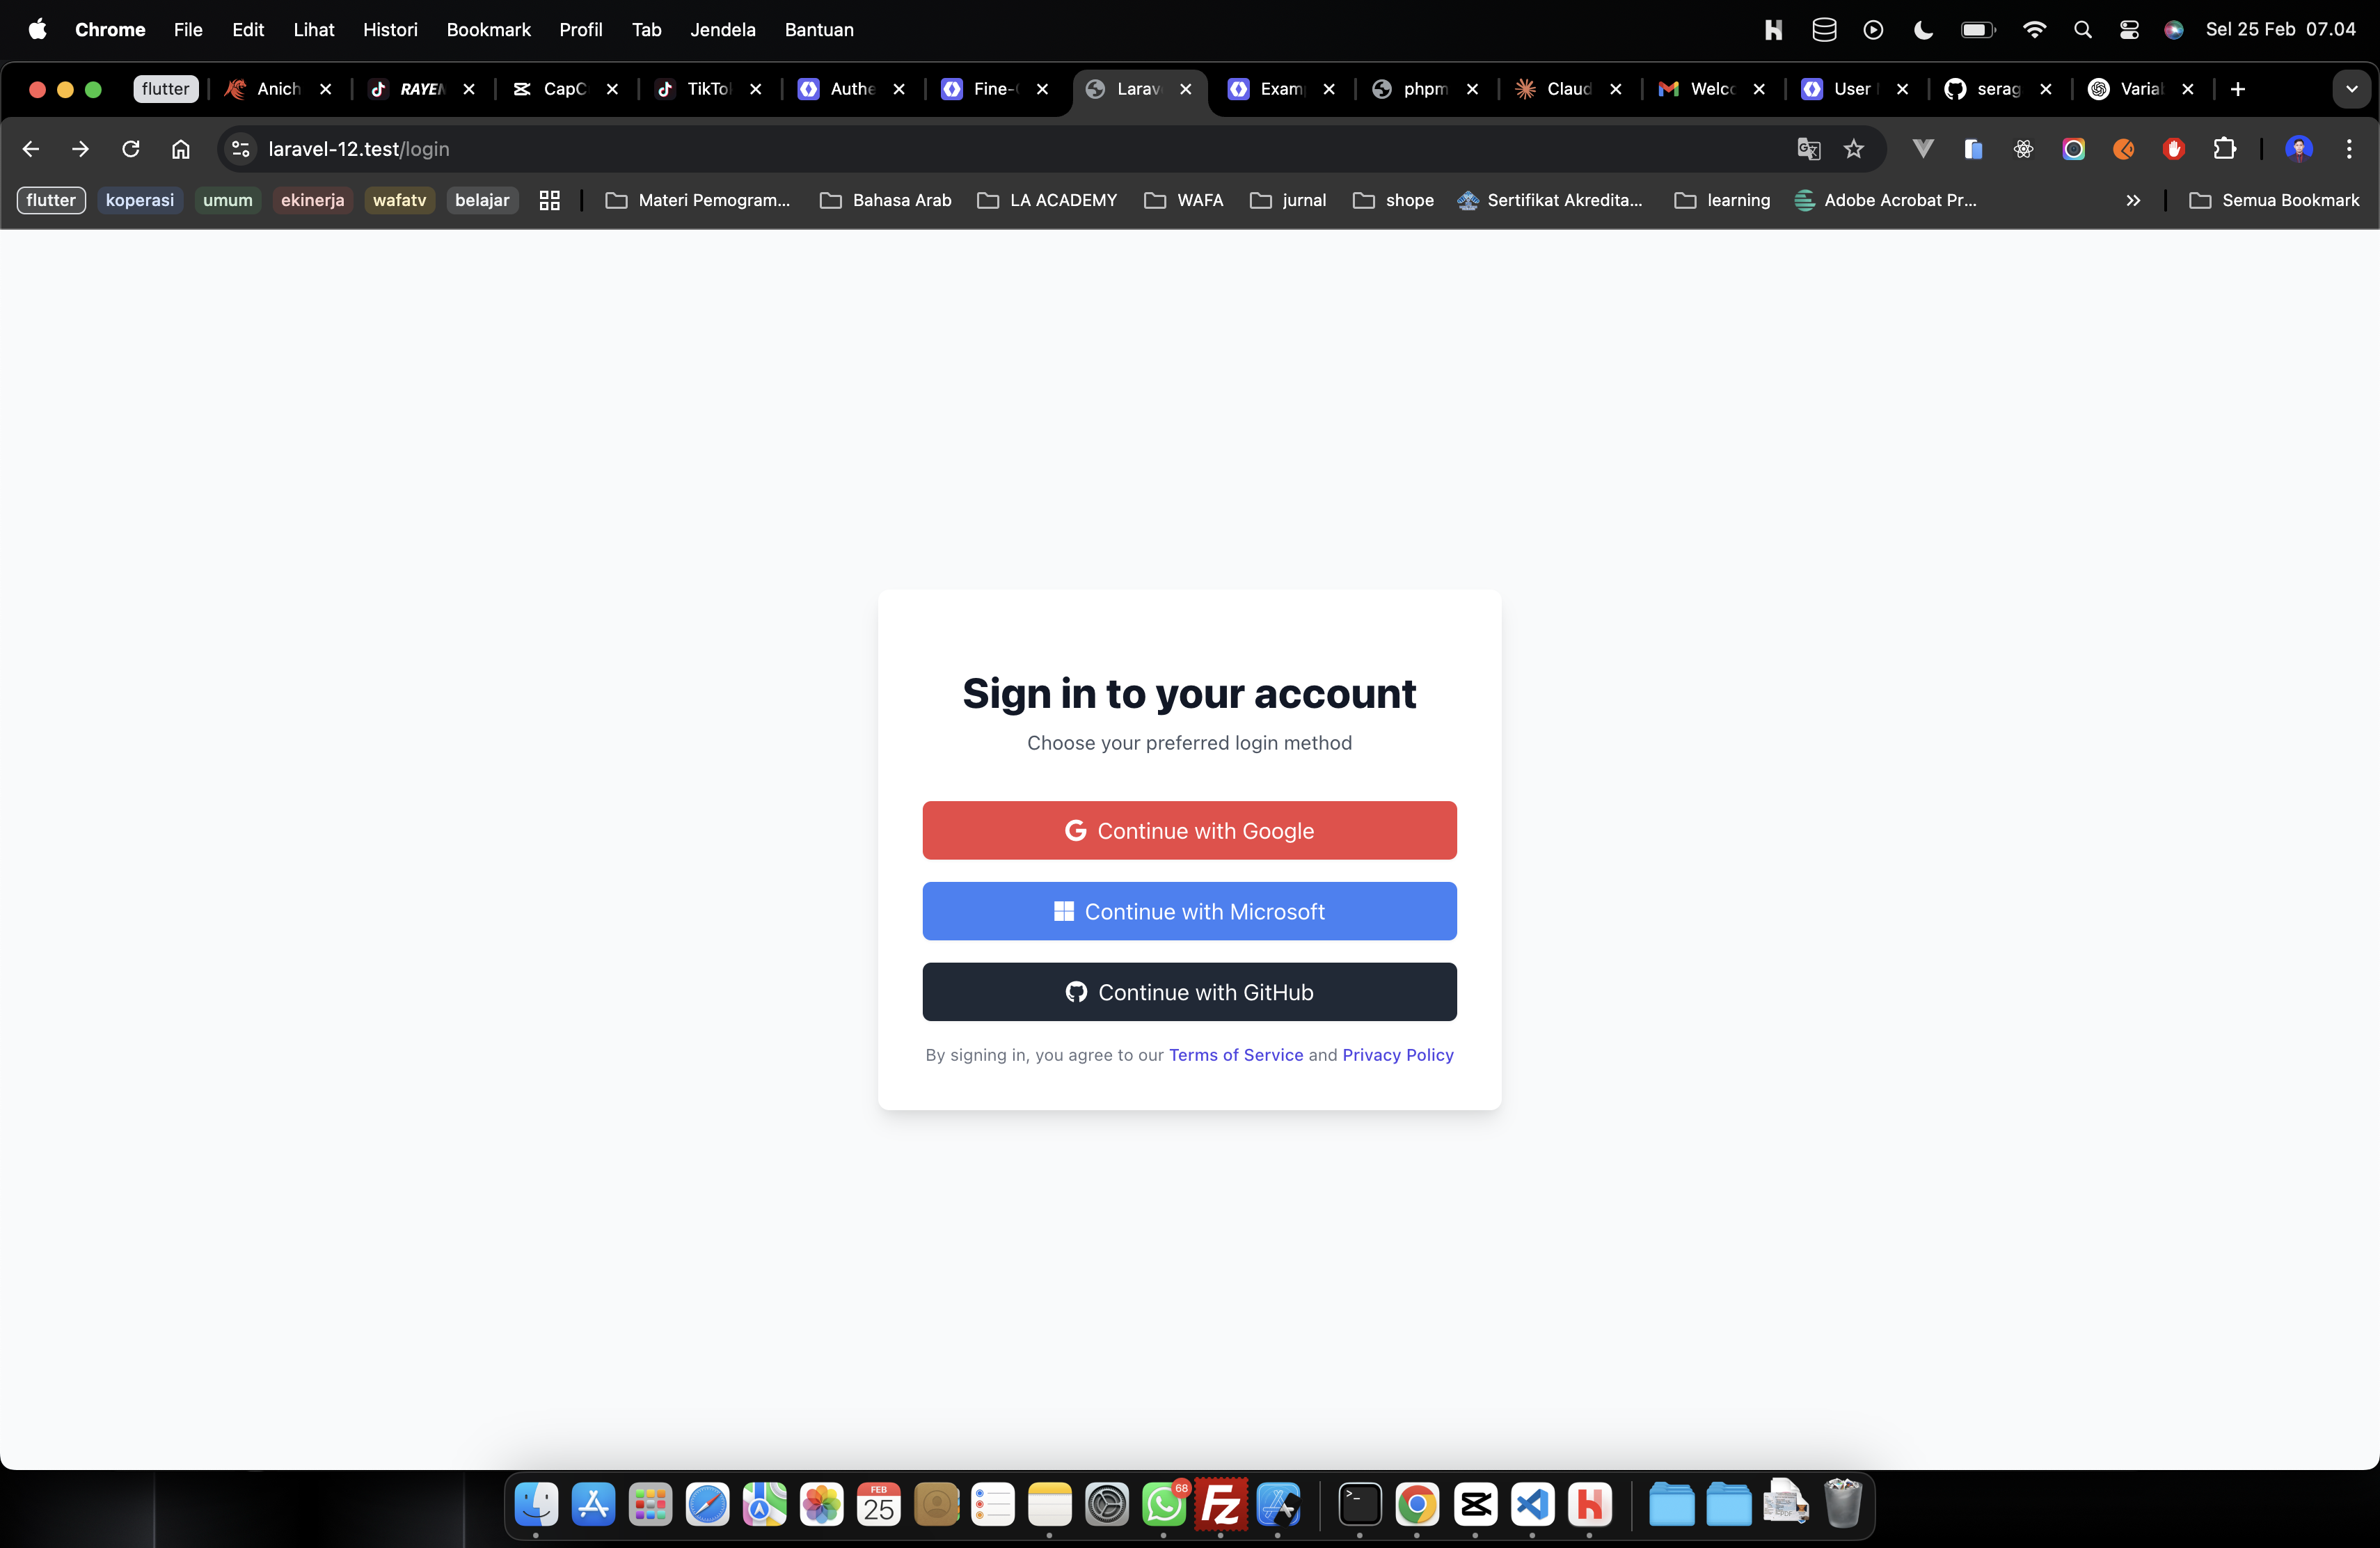 Chrome File Edit Lihat Histori Bookmark Profil Tab Jendela Bantuan Sel 25 Feb 07.04
flutter Anich RAYEN CapC TikTo Authe Fine- Larav Exam phpm Claud Welco User serag Varia
laravel-12.test/login
flutter koperasi umum ekinerja wafatv belajar Materi Pemogram... Bahasa Arab LA ACADEMY WAFA jurnal shope Sertifikat Akredita... learning Adobe Acrobat Pr... Semua Bookmark
Sign in to your account
Choose your preferred login method
Continue with Google
Continue with Microsoft
Continue with GitHub
By signing in, you agree to our Terms of Service and Privacy Policy
FEB
25
68